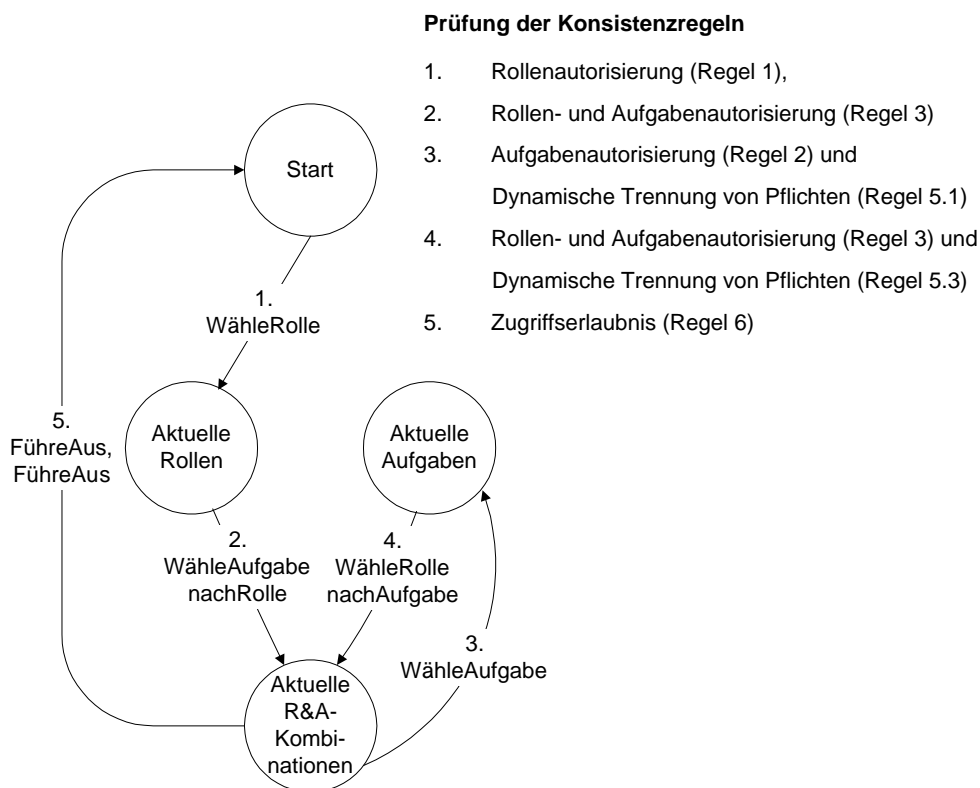 Prüfung der Konsistenzregeln
1. Rollenautorisierung (Regel 1),
2. Rollen- und Aufgabenautorisierung (Regel 3)
3. Aufgabenautorisierung (Regel 2) und
Dynamische Trennung von Pflichten (Regel 5.1)
4. Rollen- und Aufgabenautorisierung (Regel 3) und
Dynamische Trennung von Pflichten (Regel 5.3)
5. Zugriffserlaubnis (Regel 6)
Start
1.
WähleRolle
5.
FühreAus,
FühreAus
Aktuelle
Rollen
Aktuelle
Aufgaben
2.
WähleAufgabe
nachRolle
4.
WähleRolle
nachAufgabe
3.
WähleAufgabe
Aktuelle
R&A-
Kombi-
nationen